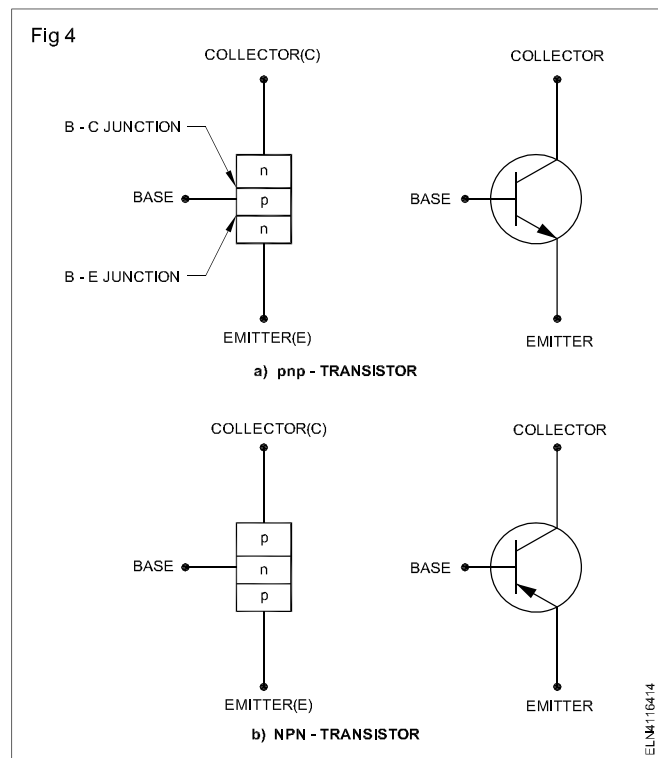 Fig 4
COLLECTOR(C)
COLLECTOR
B - C JUNCTION
n
BASE
p
BASE
n
B - E JUNCTION
EMITTER(E)
EMITTER
a) pnp - TRANSISTOR
COLLECTOR(C)
COLLECTOR
p
BASE
n
BASE
p
EMITTER(E)
EMITTER
b) NPN - TRANSISTOR
ELN4116414